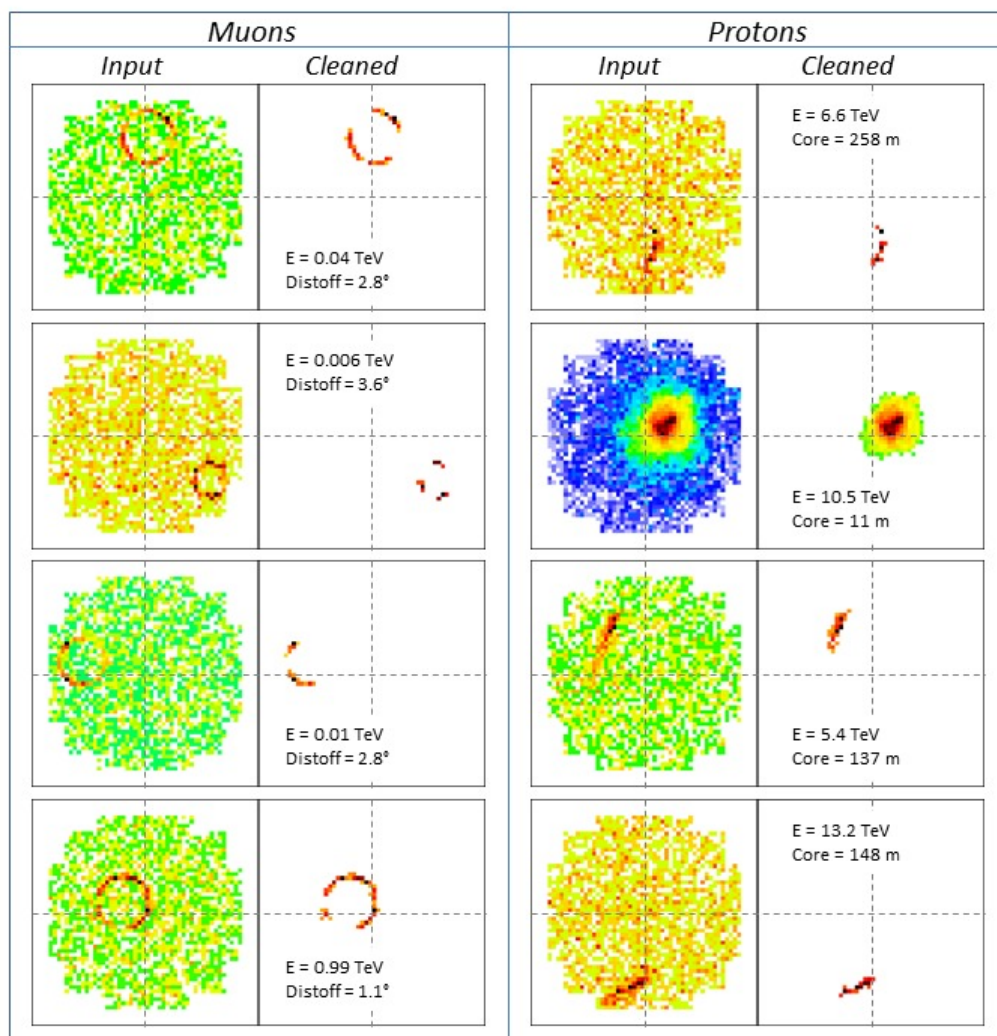 Muons
Protons
Input
Cleaned
Input
Cleaned
E = 0.04 TeV
Distoff = 2.8°
E = 6.6 TeV
Core = 258 m
E = 0.006 TeV
Distoff = 3.6°
E = 10.5 TeV
Core = 11 m
E = 0.01 TeV
Distoff = 2.8°
E = 5.4 TeV
Core = 137 m
E = 0.99 TeV
Distoff = 1.1°
E = 13.2 TeV
Core = 148 m